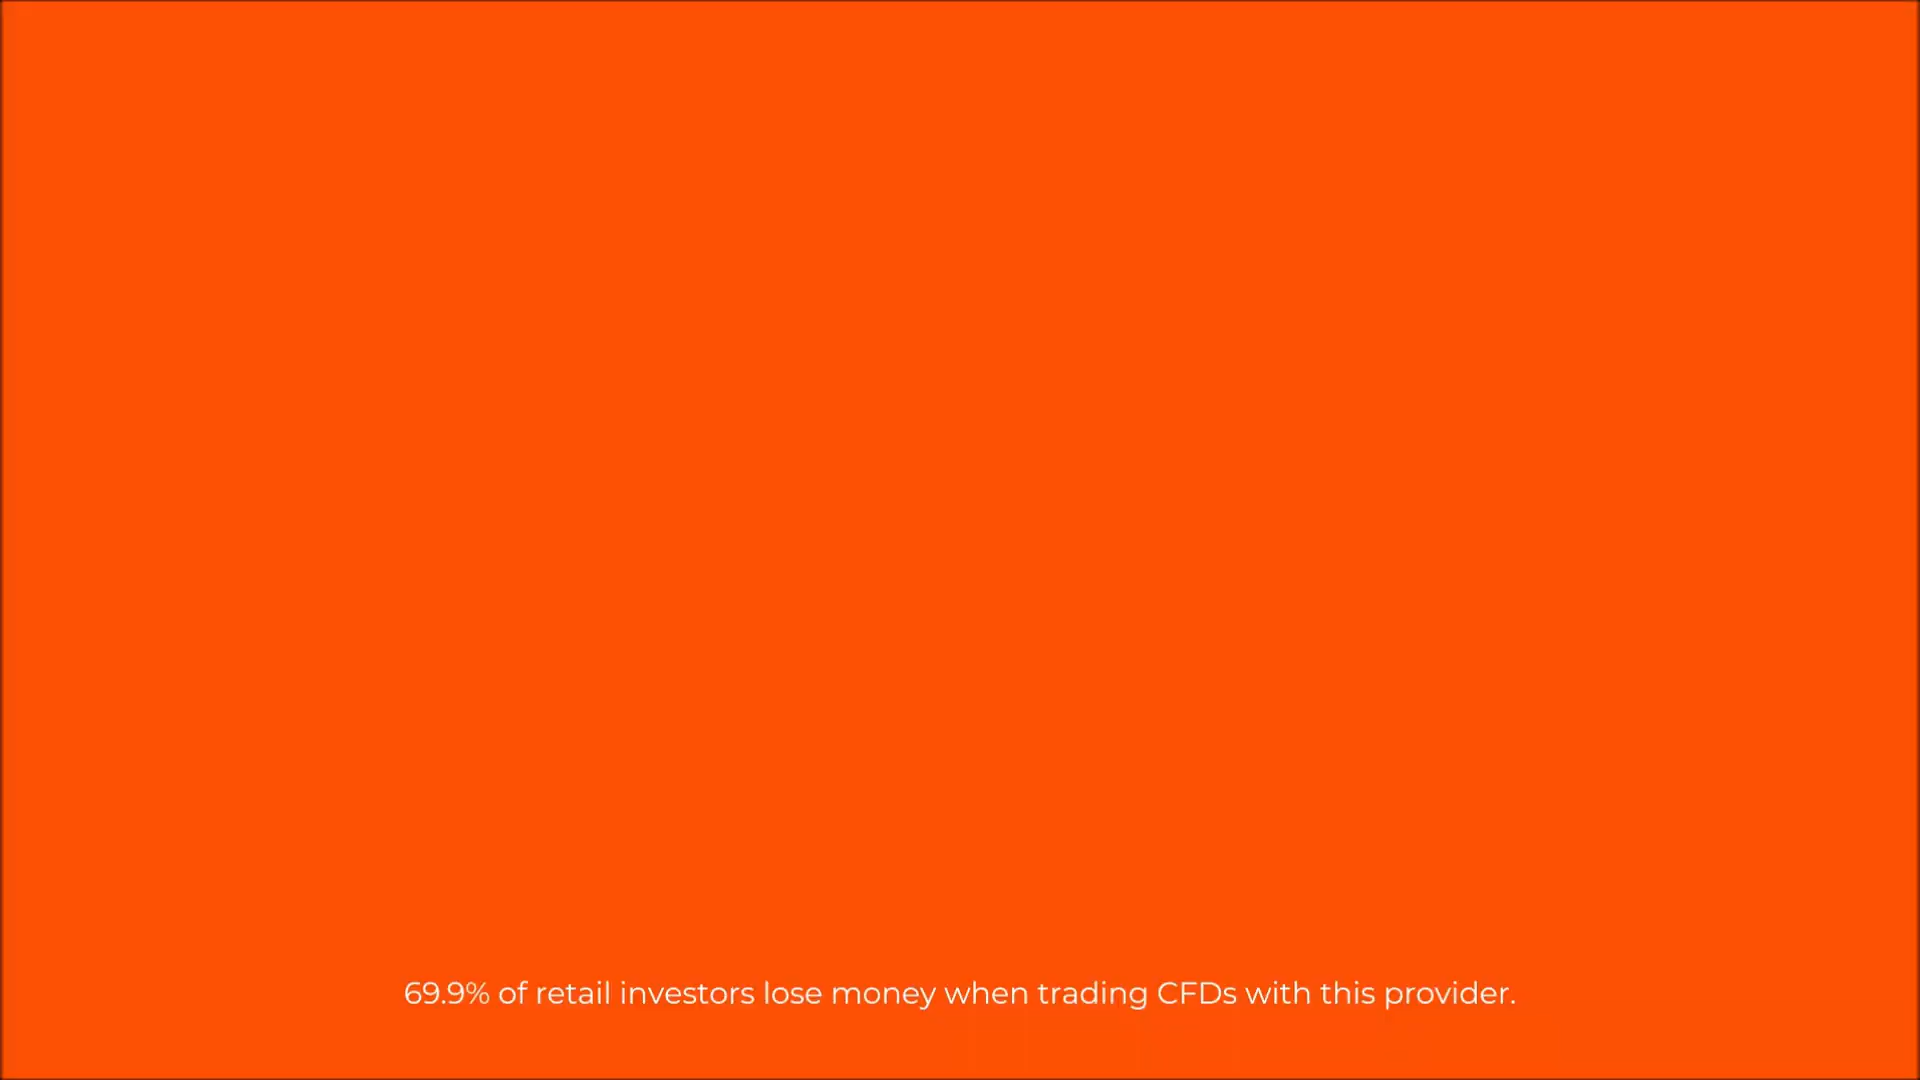 69.9% of retail investors lose money when trading CFDs with this provider.